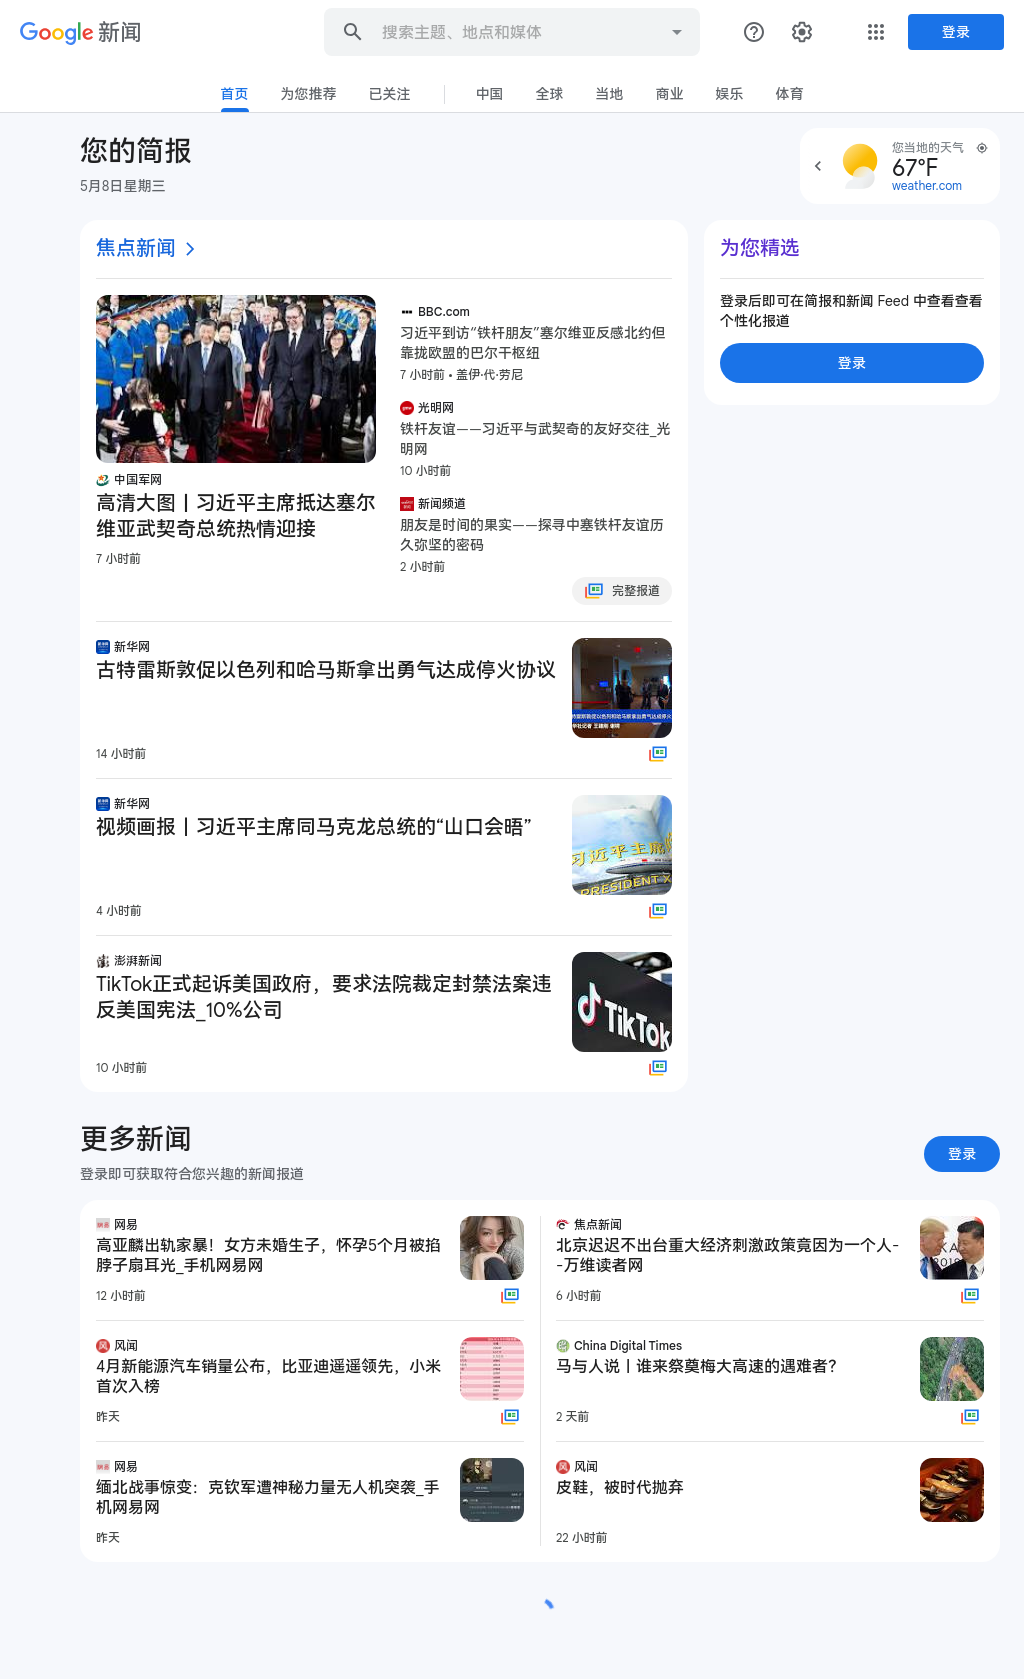 Google 新闻
搜索主题、地点和媒体
登录
首页
为您推荐
已关注
中国
全球
当地
商业
娱乐
体育
您的简报
5月8日星期三
您当地的天气
67°F
weather.com
焦点新闻
中国军网
高清大图丨习近平主席抵达塞尔
维亚武契奇总统热情迎接
7 小时前
BBC.com
习近平到访“铁杆朋友”塞尔维亚反感北约但
靠拢欧盟的巴尔干枢纽
7 小时前 • 盖伊·代·劳尼
光明网
铁杆友谊——习近平与武契奇的友好交往_光
明网
10 小时前
新闻频道
朋友是时间的果实——探寻中塞铁杆友谊历
久弥坚的密码
2 小时前
完整报道
为您精选
登录后即可在简报和新闻 Feed 中查看查看
个性化报道
登录
新华网
古特雷斯敦促以色列和哈马斯拿出勇气达成停火协议
14 小时前
新华网
视频画报丨习近平主席同马克龙总统的“山口会晤”
习近平主席
PRESIDENT X
4 小时前
澎湃新闻
TikTok正式起诉美国政府，要求法院裁定封禁法案违
反美国宪法_10%公司
TikTok
10 小时前
更多新闻
登录即可获取符合您兴趣的新闻报道
登录
网易
高亚麟出轨家暴！女方未婚生子，怀孕5个月被掐
脖子扇耳光_手机网易网
12 小时前
焦点新闻
北京迟迟不出台重大经济刺激政策竟因为一个人-
-万维读者网
6 小时前
风闻
4月新能源汽车销量公布，比亚迪遥遥领先，小米
首次入榜
昨天
China Digital Times
马与人说丨谁来祭奠梅大高速的遇难者？
2 天前
网易
缅北战事惊变：克钦军遭神秘力量无人机突袭_手
机网易网
昨天
风闻
皮鞋，被时代抛弃
22 小时前